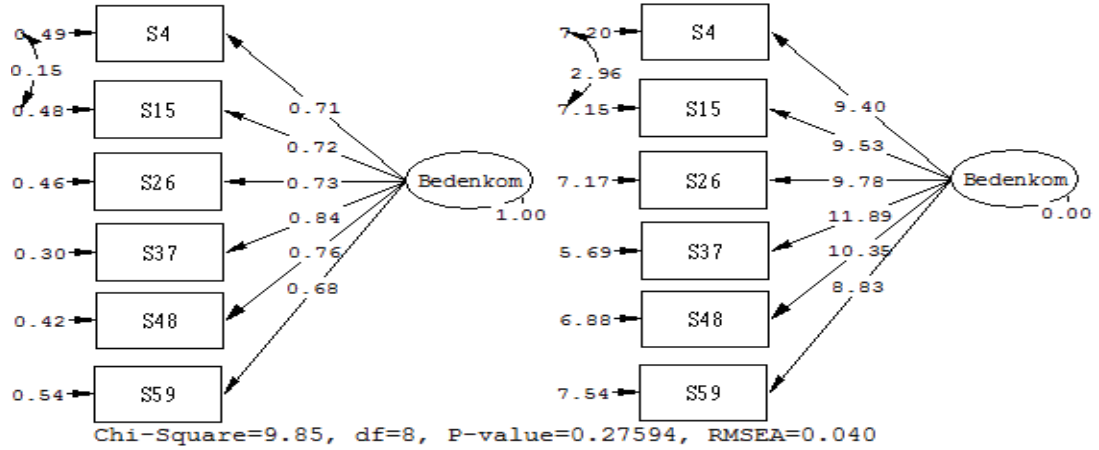 0.49 S4 7.20 S4
0.15 2.96
0.71 9.40
0.48 S15 7.15 S15
0.72 9.53
0.46 S26 0.73 Bedenkom 7.17 S26 9.78 Bedenkom
1.00 0.00
0.84 11.89
0.30 S37 0.76 5.69 S37 10.35
0.68 8.83
0.42 S48 6.88 S48
0.54 S59 7.54 S59
Chi-Square=9.85, df=8, P-value=0.27594, RMSEA=0.040